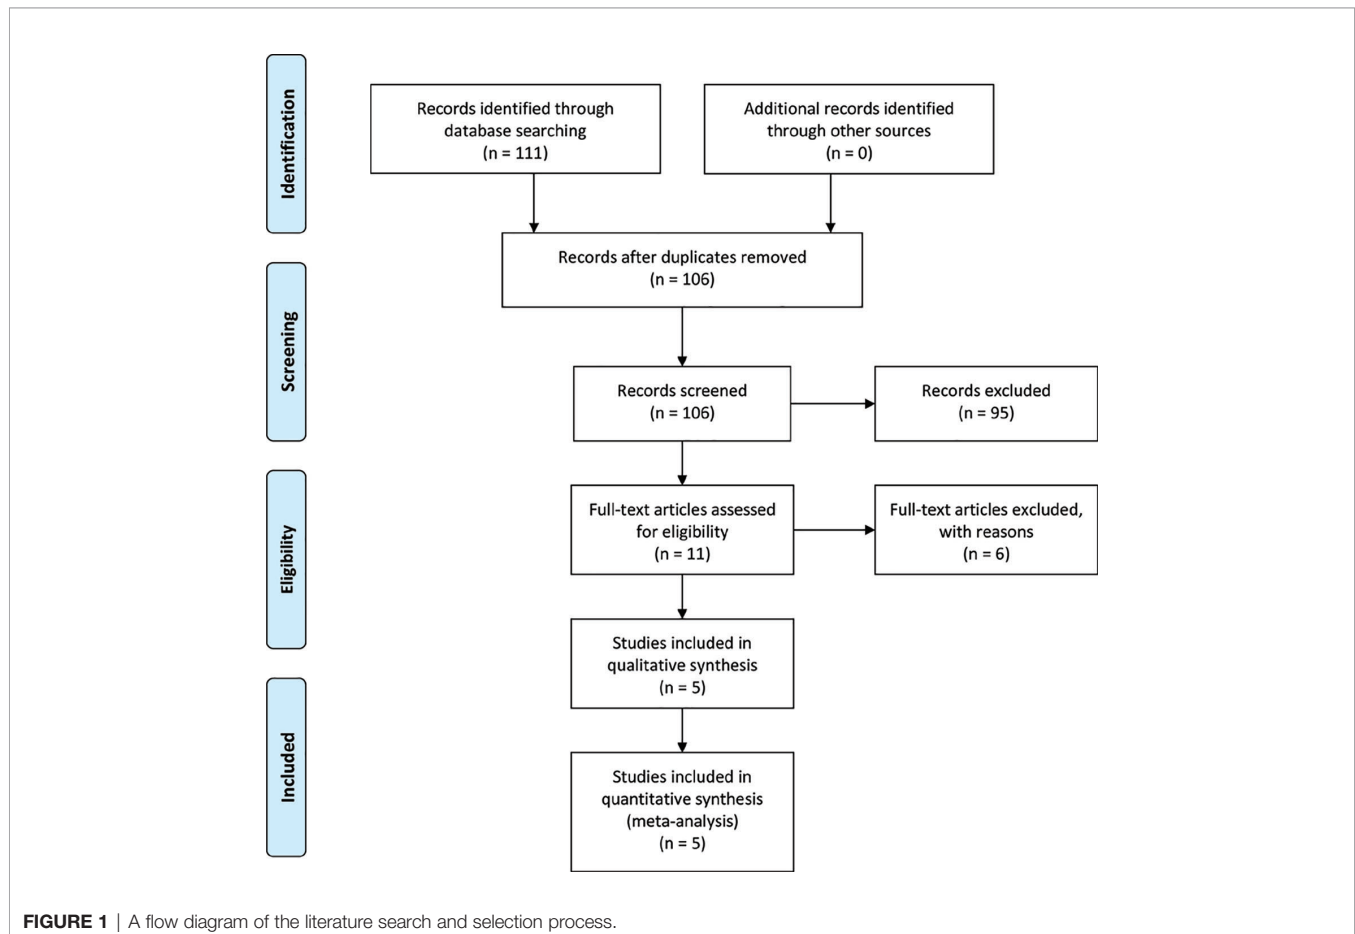 Identification
Records identified through
database searching
(n = 111)
Additional records identified
through other sources
(n = 0)
Records after duplicates removed
(n = 106)
Screening
Records screened
(n = 106)
Records excluded
(n = 95)
Eligibility
Full-text articles assessed
for eligibility
(n = 11)
Full-text articles excluded,
with reasons
(n = 6)
Studies included in
qualitative synthesis
(n = 5)
Included
Studies included in
quantitative synthesis
(meta-analysis)
(n = 5)
FIGURE 1 | A flow diagram of the literature search and selection process.